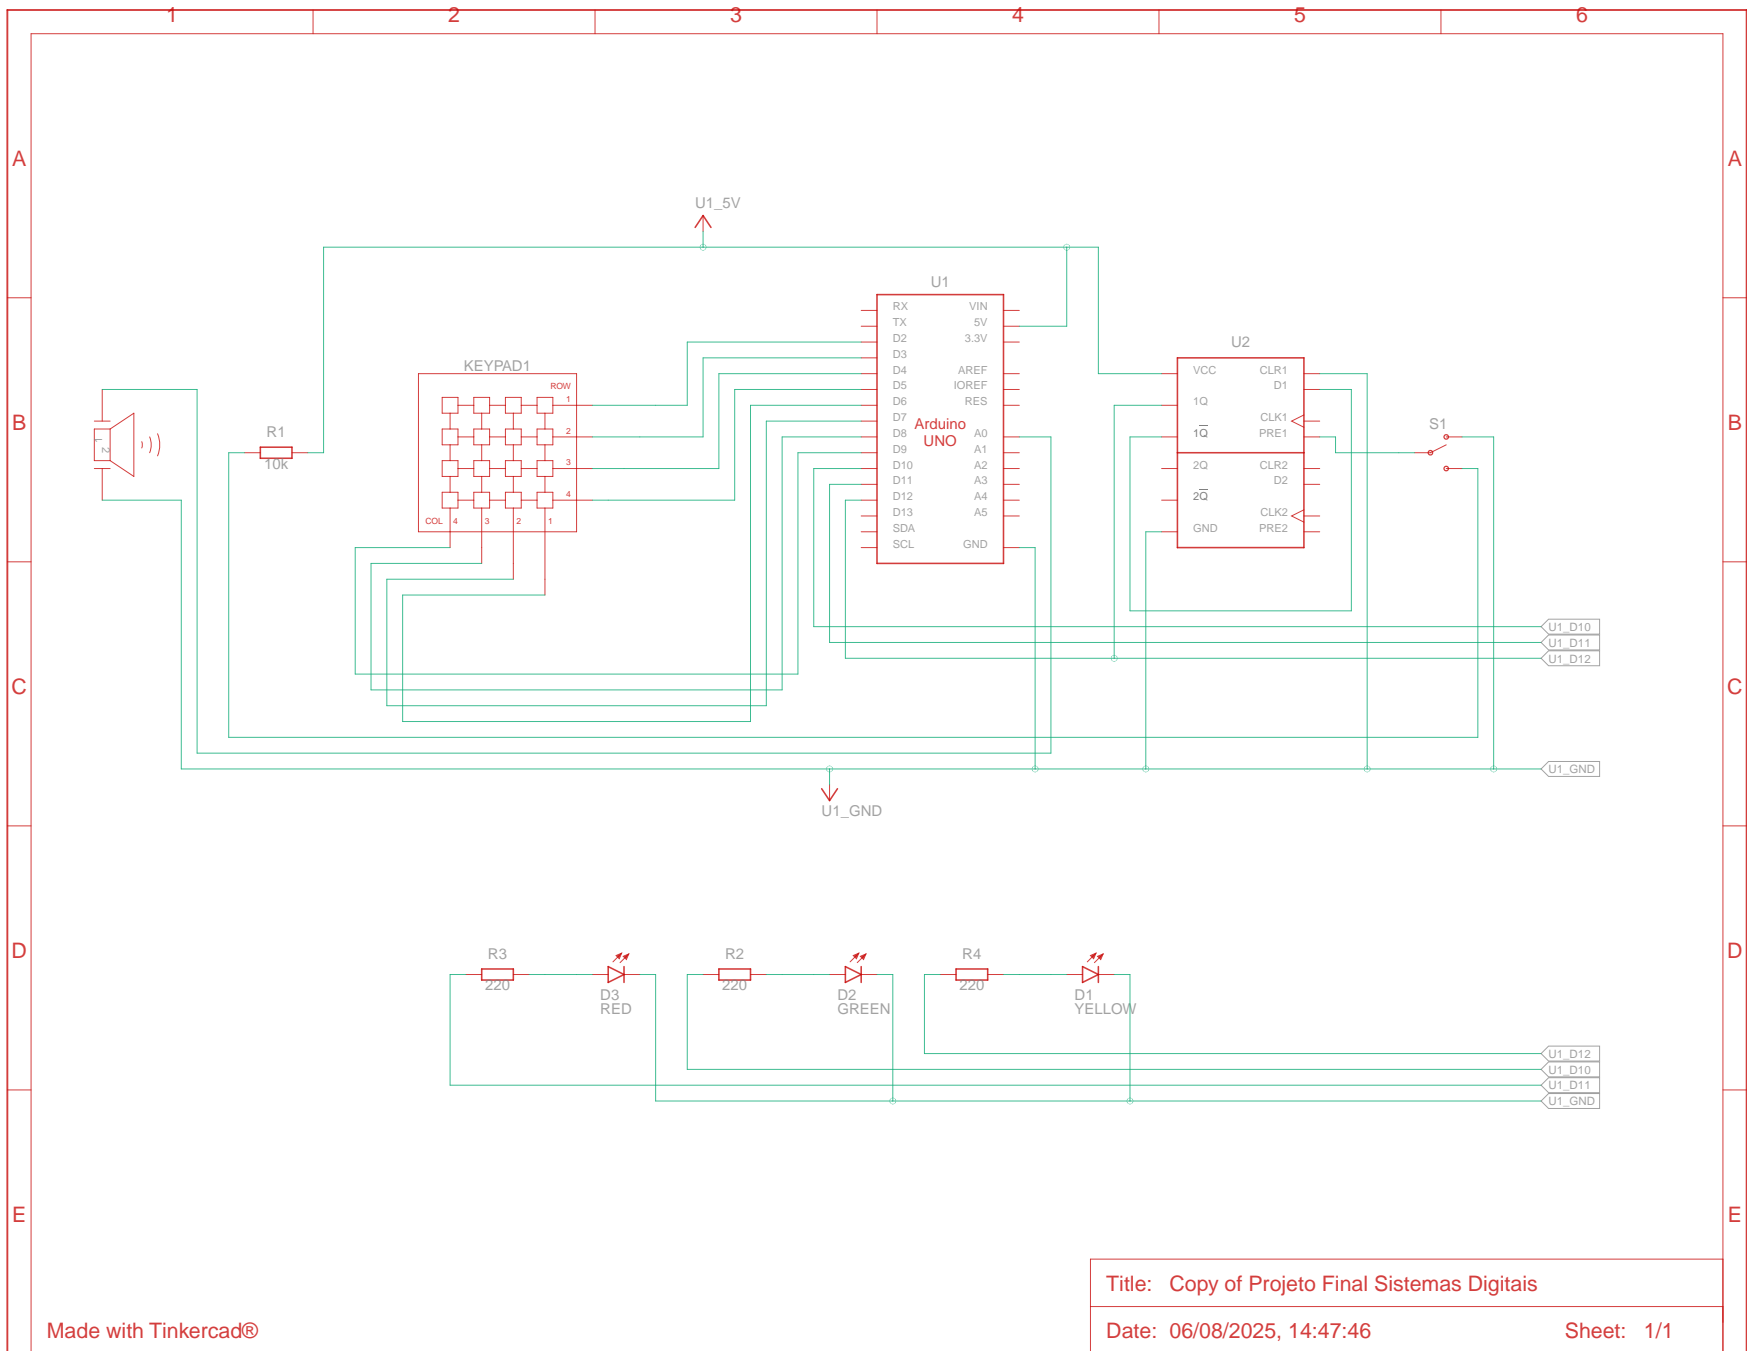 1 2 3 4 5 6
A A
U1_5V
U1
RX VIN
TX 5V
D2 3.3V
D3
D4 AREF
D5 IOREF
D6 RES
D7
D8 A0
D9 A1
D10 A2
D11 A3
D12 A4
D13 A5
SDA
SCL GND
Arduino
UNO
KEYPAD1
ROW
1
2
3
4
COL 4 3 2 1
U2
VCC CLR1
D1
1Q
CLK1
1Q̅ PRE1
2Q CLR2
D2
2Q̅
CLK2
GND PRE2
S1
B B
1
2
R1
10k
U1_D10
U1_D11
U1_D12
C C
U1_GND
U1_GND
D D
R3
220
D3
RED
R2
220
D2
GREEN
R4
220
D1
YELLOW
U1_D12
U1_D10
U1_D11
U1_GND
E E
Title: Copy of Projeto Final Sistemas Digitais
Made with Tinkercad®
Date: 06/08/2025, 14:47:46 Sheet: 1/1